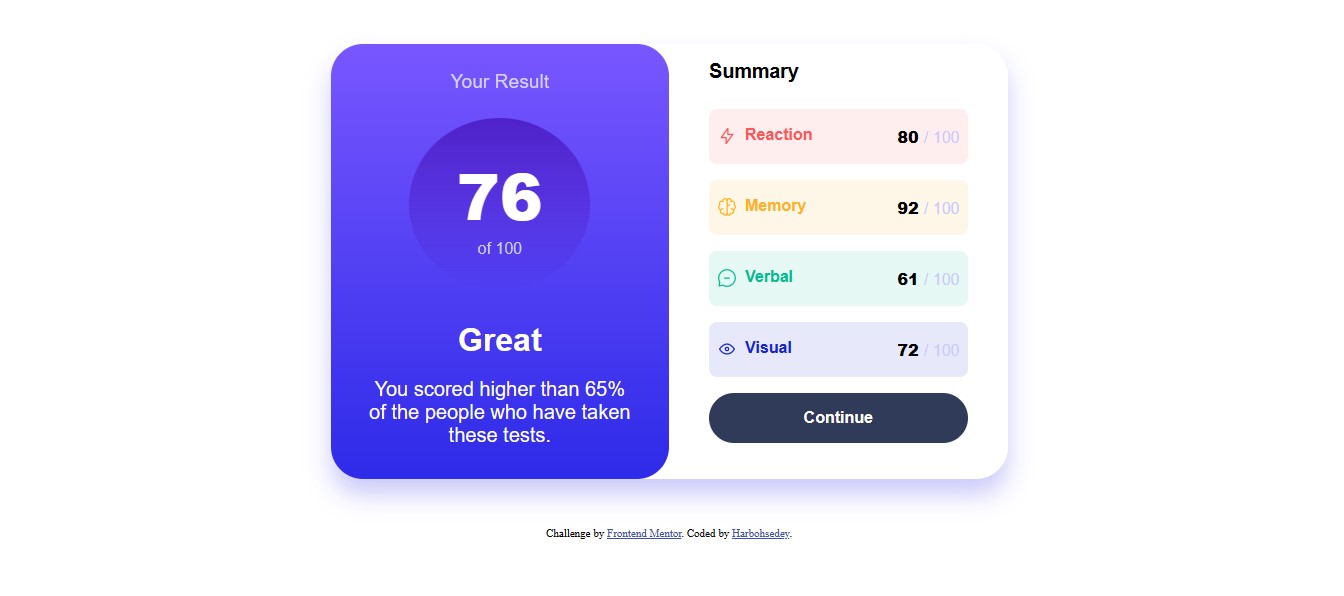 Your Result
76
of 100
Great
You scored higher than 65%
of the people who have taken
these tests.
Summary
Reaction 80 / 100
Memory 92 / 100
Verbal 61 / 100
Visual 72 / 100
Continue
Challenge by Frontend Mentor. Coded by Harbohsedey.